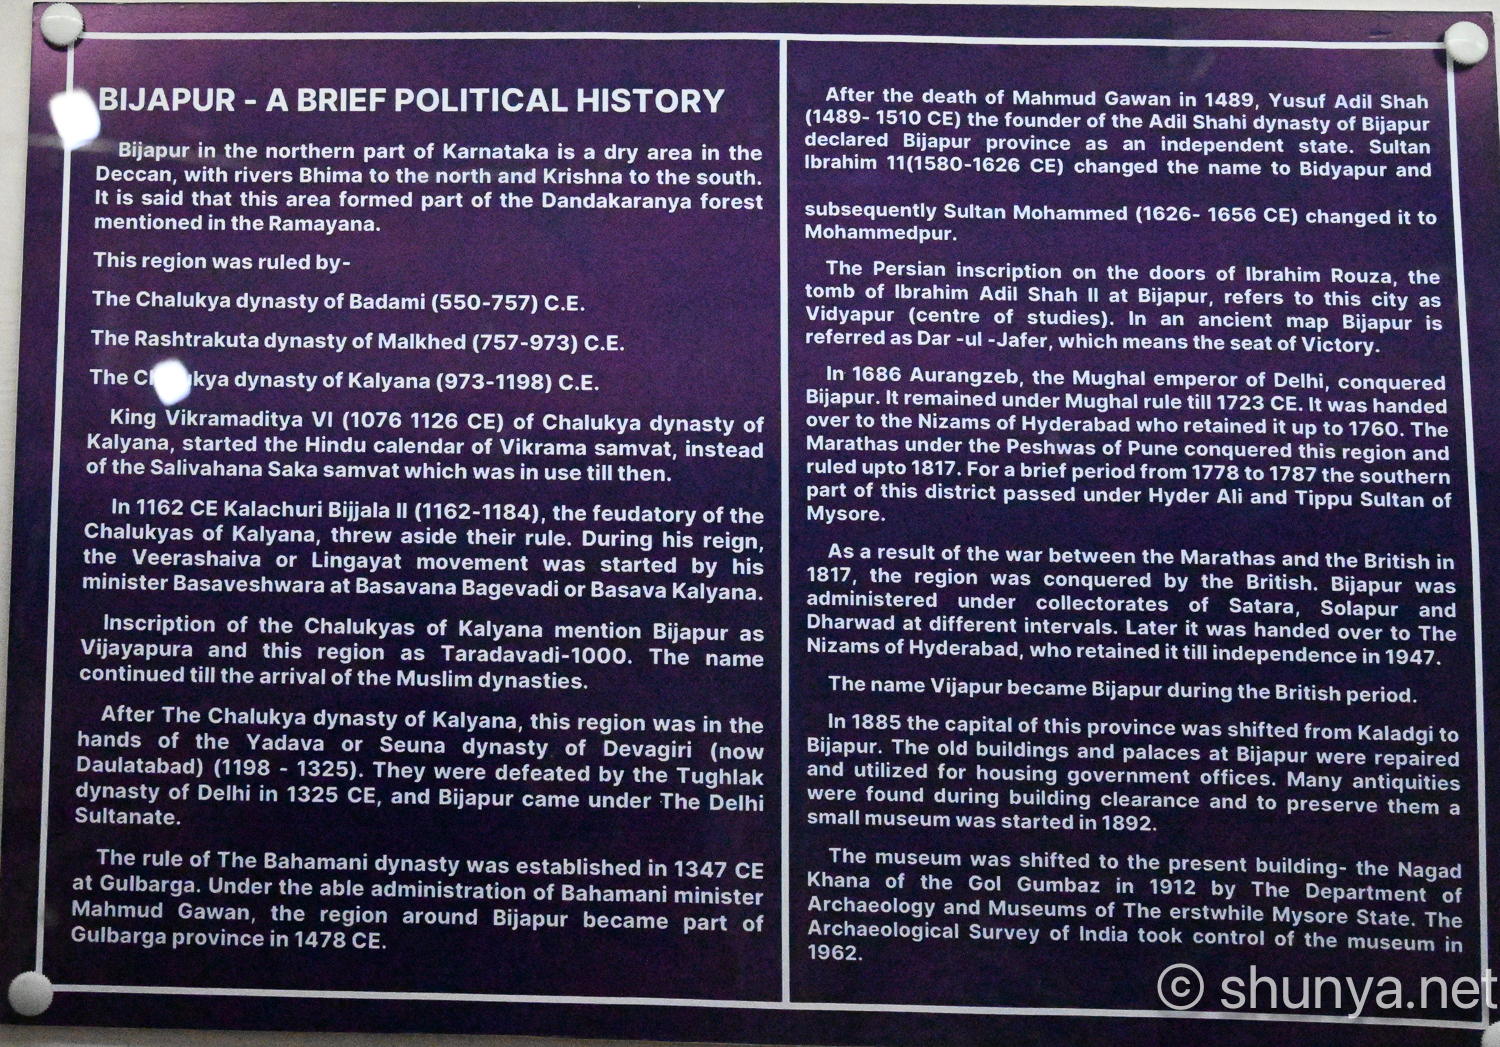 BIJAPUR - A BRIEF POLITICAL HISTORY
Bijapur in the northern part of Karnataka is a dry area in the
Deccan, with rivers Bhima to the north and Krishna to the south.
It is said that this area formed part of the Dandakaranya forest
mentioned in the Ramayana.
This region was ruled by-
The Chalukya dynasty of Badami (550-757) C.E.
The Rashtrakuta dynasty of Malkhed (757-973) C.E.
The dynasty of Kalyana (973-1198) C.E.
King Vikramaditya VI (1076 1126 CE) of Chalukya dynasty of
Kalyana, started the Hindu calendar of Vikrama samvat, instead
of the Salivahana Saka samvat which was in use till then.
In 1162 CE Kalachuri Bijjala II (1162-1184), the feudatory of the
Chalukyas of Kalyana, threw aside their rule. During his reign,
the Veerashaiva or Lingayat movement was started by his
minister Basaveshwara at Basavana Bagevadi or Basava Kalyana.
Inscription of the Chalukyas of Kalyana mention Bijapur as
Vijayapura and this region as Taradavadi-1000. The name
continued till the arrival of the Muslim dynasties.
After The Chalukya dynasty of Kalyana, this region was in the
hands of the Yadava or Seuna dynasty of Devagiri (now
Daulatabad) (1198 - 1325). They were defeated by the Tughlak
dynasty of Delhi in 1325 CE, and Bijapur came under The Delhi
Sultanate.
The rule of The Bahamani dynasty was established in 1347 CE
at Gulbarga. Under the able administration of Bahamani minister
Mahmud Gawan, the region around Bijapur became part of
Gulbarga province in 1478 CE.
After the death of Mahmud Gawan in 1489, Yusuf Adil Shah
(1489- 1510 CE) the founder of the Adil Shahi dynasty of Bijapur
declared Bijapur province as an independent state. Sultan
Ibrahim 11(1580-1626 CE) changed the name to Bidyapur and
subsequently Sultan Mohammed (1626- 1656 CE) changed it to
Mohammedpur.
The Persian inscription on the doors of Ibrahim Rouza, the
tomb of Ibrahim Adil Shah II at Bijapur, refers to this city as
Vidyapur (centre of studies). In an ancient map Bijapur is
referred as Dar -ul -Jafer, which means the seat of Victory.
In 1686 Aurangzeb, the Mughal emperor of Delhi, conquered
Bijapur. It remained under Mughal rule till 1723 CE. It was handed
over to the Nizams of Hyderabad who retained it up to 1760. The
Marathas under the Peshwas of Pune conquered this region and
ruled upto 1817. For a brief period from 1778 to 1787 the southern
part of this district passed under Hyder Ali and Tippu Sultan of
Mysore.
As a result of the war between the Marathas and the British in
1817, the region was conquered by the British. Bijapur was
administered under collectorates of Satara, Solapur and
Dharwad at different intervals. Later it was handed over to The
Nizams of Hyderabad, who retained it till independence in 1947.
The name Vijapur became Bijapur during the British period.
In 1885 the capital of this province was shifted from Kaladgi to
Bijapur. The old buildings and palaces at Bijapur were repaired
and utilized for housing government offices. Many antiquities
were found during building clearance and to preserve them a
small museum was started in 1892.
The museum was shifted to the present building- the Nagad
Khana of the Gol Gumbaz in 1912 by The Department of
Archaeology and Museums of The erstwhile Mysore State. The
Archaeological Survey of India took control of the museum in
1962.
© shunya.net